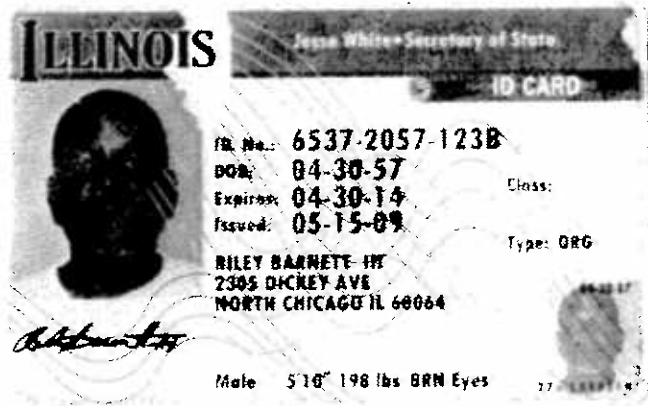 ILLINOIS
Jesse White • Secretary of State
ID CARD
ID. No.: 6537-2057-123B
DOB: 04-30-57
Expires: 04-30-14
Issued: 05-15-09
Class:
Type: ORG
RILEY BARNETT III
2305 DICKEY AVE
NORTH CHICAGO IL 60064
Male 5'10" 198 lbs BRN Eyes